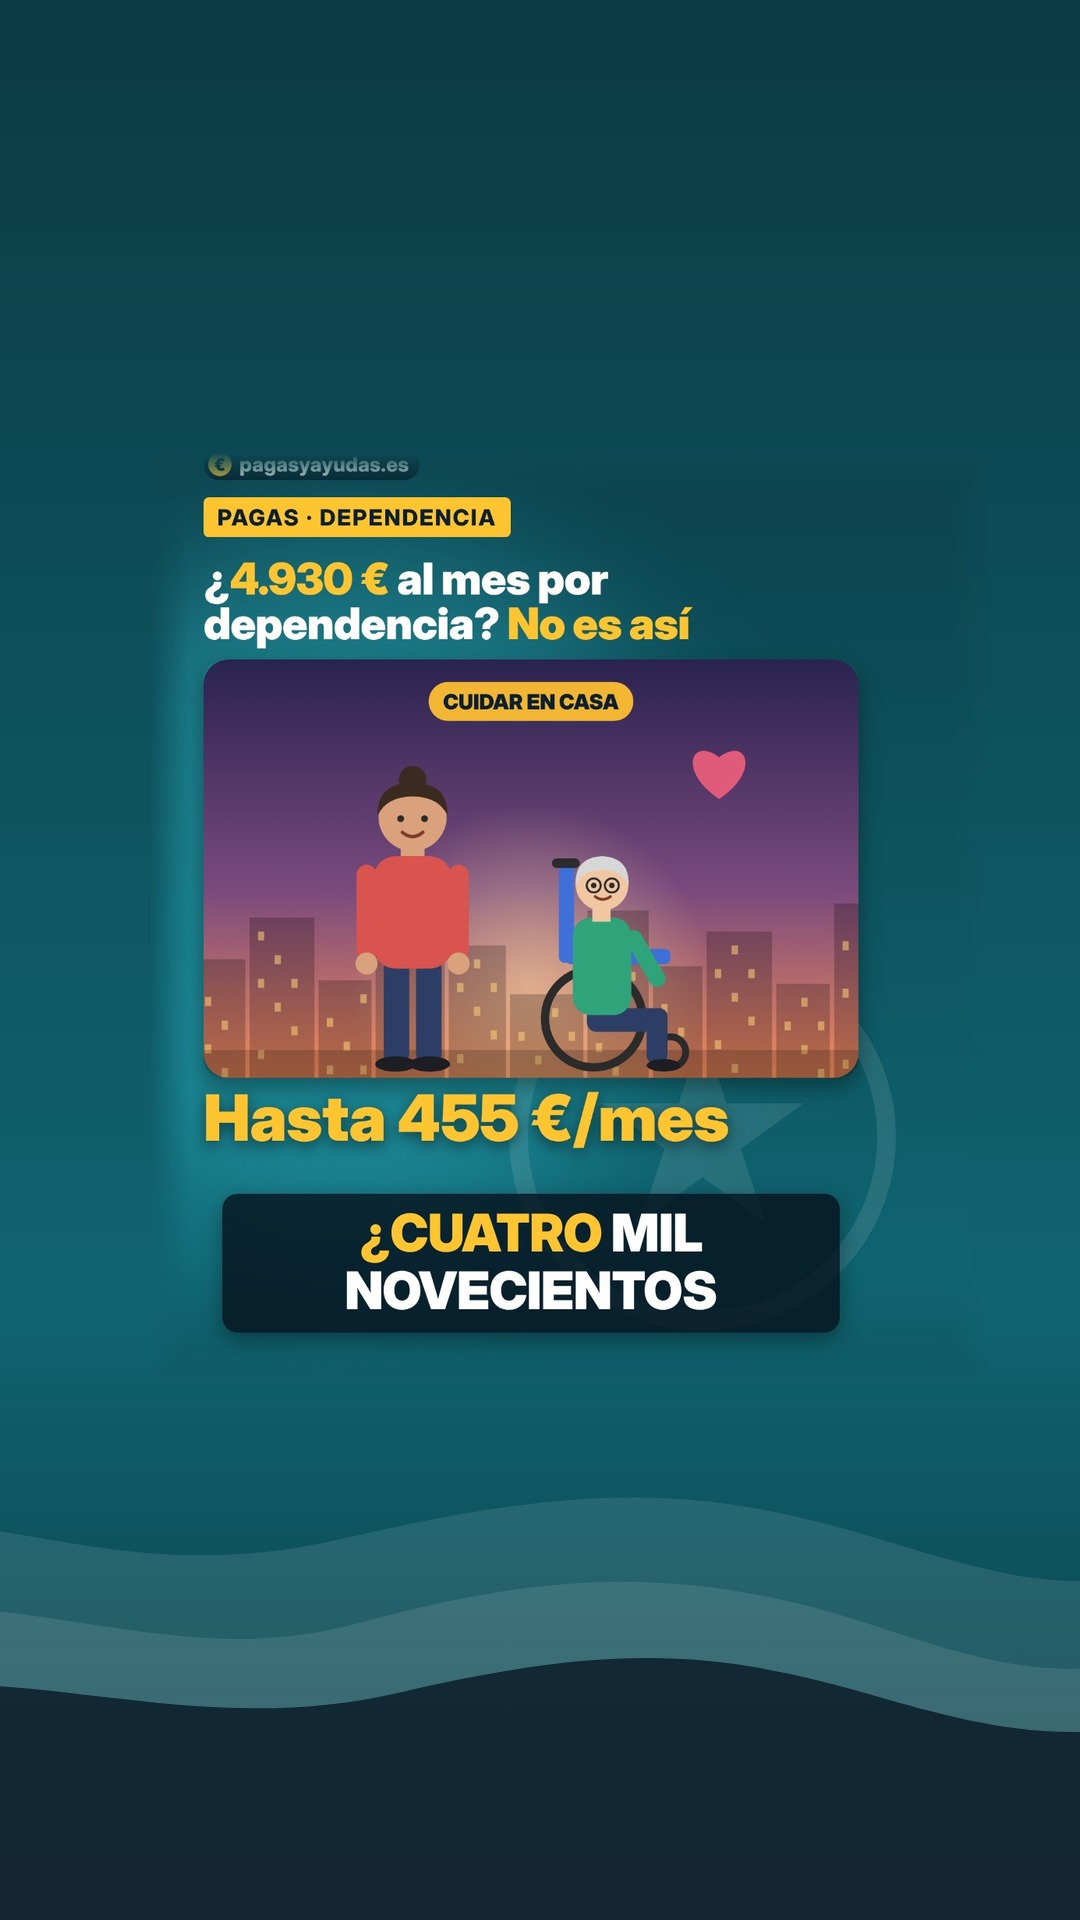 € pagasyayudas.es
PAGAS · DEPENDENCIA
¿4.930 € al mes por
dependencia? No es así
CUIDAR EN CASA
Hasta 455 €/mes
¿CUATRO MIL
NOVECIENTOS